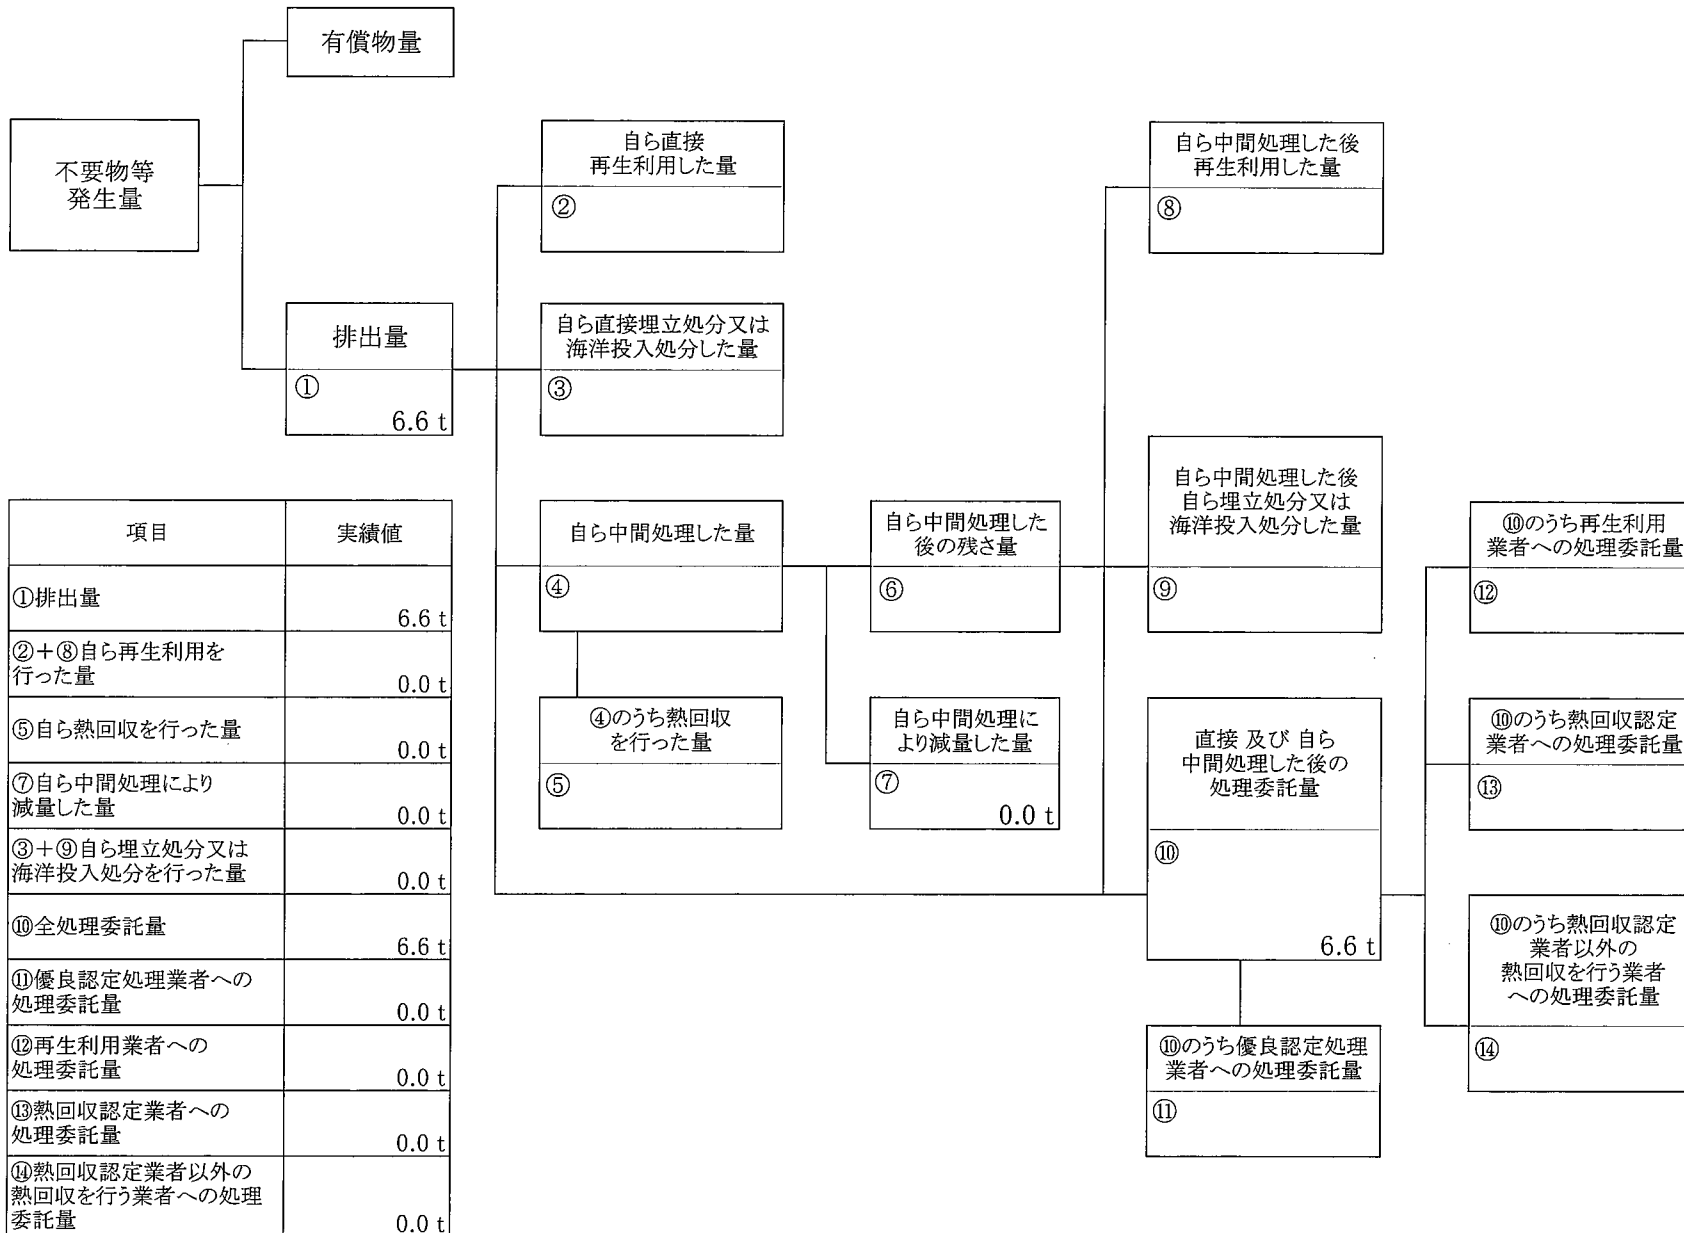 有償物量
不要物等
発生量
自ら直接
再生利用した量
②
自ら中間処理した後
再生利用した量
⑧
排出量
①
6.6 t
自ら直接埋立処分又は
海洋投入処分した量
③
項目 実績値
①排出量
6.6 t
②+⑧自ら再生利用を
行った量
0.0 t
⑤自ら熱回収を行った量
0.0 t
⑦自ら中間処理により
減量した量
0.0 t
③+⑨自ら埋立処分又は
海洋投入処分を行った量
0.0 t
⑩全処理委託量
6.6 t
⑪優良認定処理業者への
処理委託量
0.0 t
⑫再生利用業者への
処理委託量
0.0 t
⑬熱回収認定業者への
処理委託量
0.0 t
⑭熱回収認定業者以外の
熱回収を行う業者への処理
委託量
0.0 t
自ら中間処理した量
④
④のうち熱回収
を行った量
⑤
自ら中間処理した
後の残さ量
⑥
自ら中間処理に
より減量した量
⑦
0.0 t
自ら中間処理した後
自ら埋立処分又は
海洋投入処分した量
⑨
直接 及び 自ら
中間処理した後の
処理委託量
⑩
6.6 t
⑩のうち優良認定処理
業者への処理委託量
⑪
⑩のうち再生利用
業者への処理委託量
⑫
⑩のうち熱回収認定
業者への処理委託量
⑬
⑩のうち熱回収認定
業者以外の
熱回収を行う業者
への処理委託量
⑭